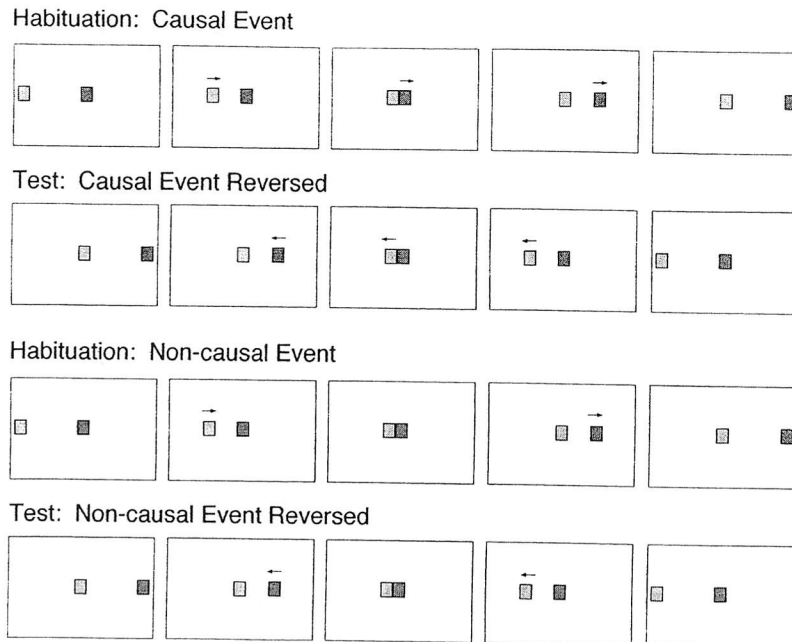 Habituation: Causal Event
Test: Causal Event Reversed
Habituation: Non-causal Event
Test: Non-causal Event Reversed